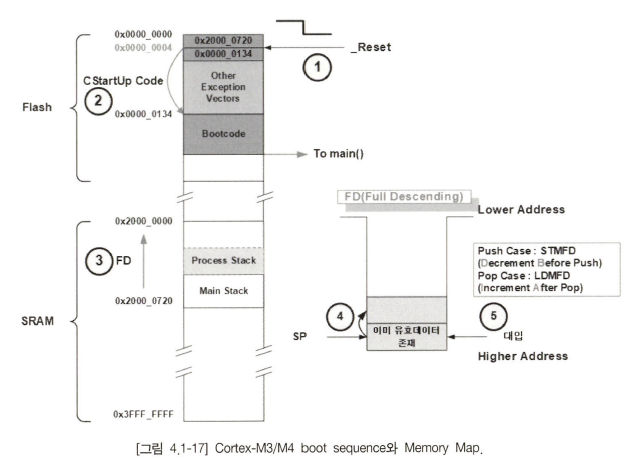 0x0000_0000
0x0000_0004
0x2000_0720
0x0000_0134
_Reset
1
CStartUp Code
2
Other
Exception
Vectors
Flash
0x0000_0134
Bootcode
To main()
0x2000_0000
FD(Full Descending)
Lower Address
3
FD
Process Stack
Main Stack
0x2000_0720
Push Case : STMFD
(Decrement Before Push)
Pop Case : LDMFD
(Increment After Pop)
SRAM
4
5
SP
이미 유효데이터
존재
대입
Higher Address
0x3FFF_FFFF
[그림 4.1-17] Cortex-M3/M4 boot sequence와 Memory Map.